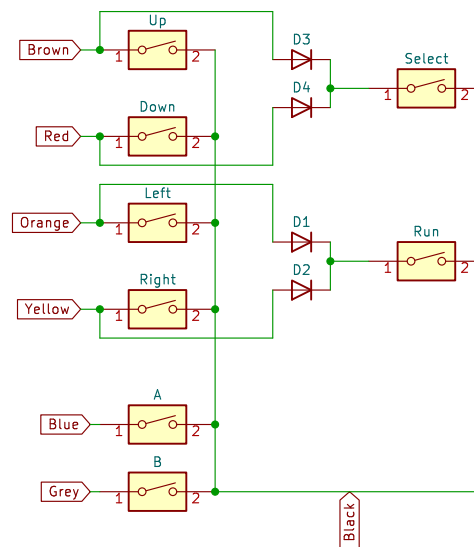 Up
Brown
1
2
D3
Select
1
2
Down
D4
Red
1
2
Left
Orange
1
2
D1
Run
1
2
Right
D2
Yellow
1
2
A
Blue
1
2
B
Grey
1
2
Black